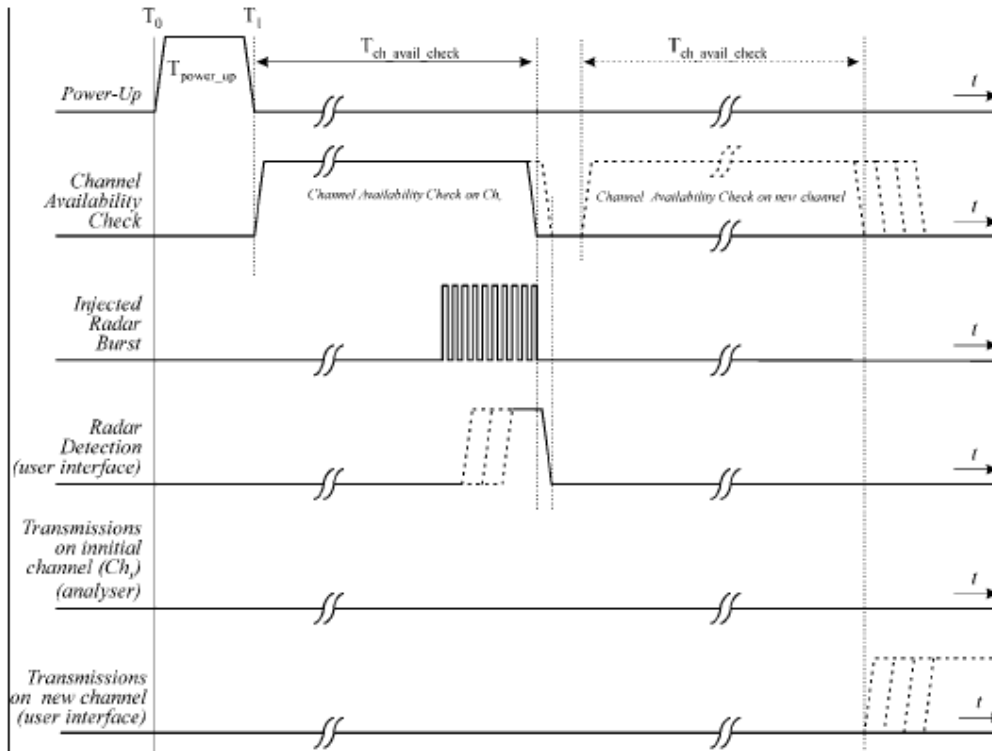 T0 T1
Tpower_up
Tch_avail_check
Tch_avail_check
Power-Up
t
Channel
Availability
Check
Channel Availability Check on Chr
Channel Availability Check on new channel
t
Injected
Radar
Burst
t
Radar
Detection
(user interface)
t
Transmissions
on innitial
channel (Chr)
(analyser)
t
Transmissions
on new channel
(user interface)
t